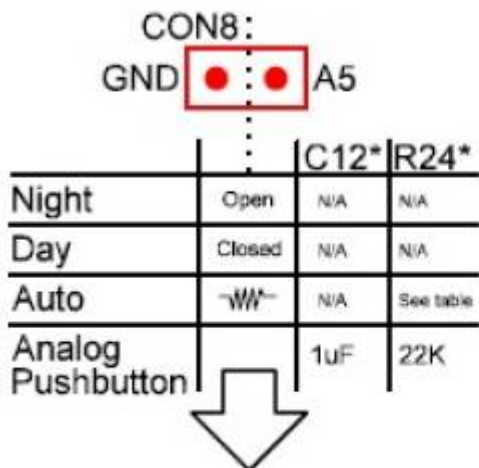 CON8:
GND A5
C12* R24*
Night Open N/A N/A
Day Closed N/A N/A
Auto N/A See table
Analog
Pushbutton 1uF 22K